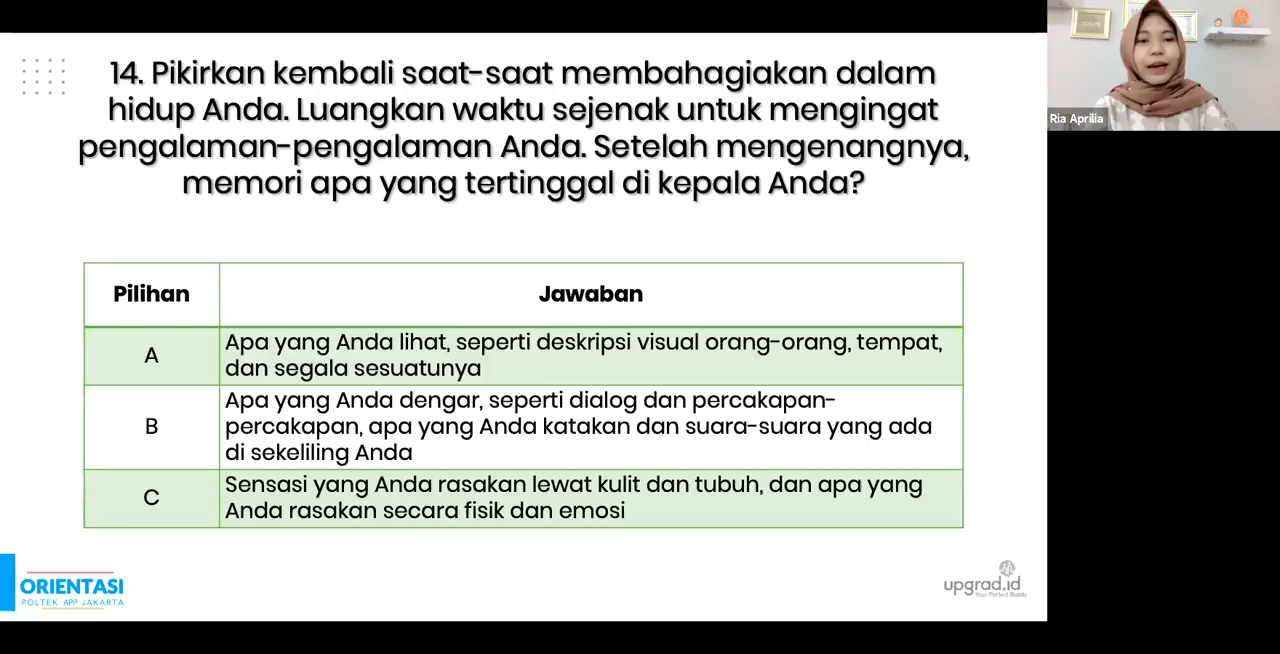 14. Pikirkan kembali saat-saat membahagiakan dalam
hidup Anda. Luangkan waktu sejenak untuk mengingat
pengalaman-pengalaman Anda. Setelah mengenangnya,
memori apa yang tertinggal di kepala Anda?
Pilihan
Jawaban
A
Apa yang Anda lihat, seperti deskripsi visual orang-orang, tempat,
dan segala sesuatunya
B
Apa yang Anda dengar, seperti dialog dan percakapan-
percakapan, apa yang Anda katakan dan suara-suara yang ada
di sekeliling Anda
C
Sensasi yang Anda rasakan lewat kulit dan tubuh, dan apa yang
Anda rasakan secara fisik dan emosi
ORIENTASI
POLTEK APP JAKARTA
upgrad.id
Your Perfect Buddy
Ria Aprilia